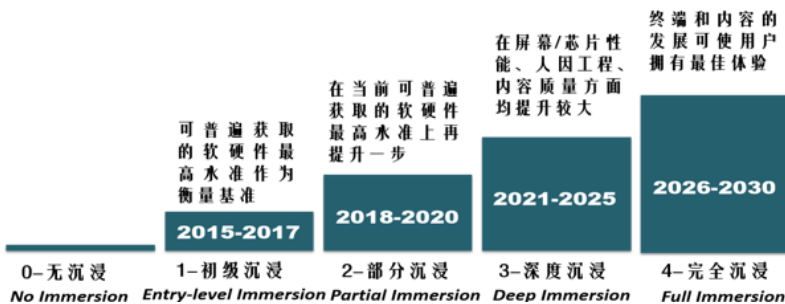 可普遍获取
的软硬件最
高水准作为
衡量基准
在当前可普遍
获取的软硬件
最高水准上再
提升一步
在屏幕/芯片性
能、人因工程、
内容质量方面
均提升较大
终端和内容的
发展可使用户
拥有最佳体验
2015-2017
2018-2020
2021-2025
2026-2030
0–无沉浸
No Immersion
1–初级沉浸
Entry-level Immersion
2–部分沉浸
Partial Immersion
3–深度沉浸
Deep Immersion
4–完全沉浸
Full Immersion